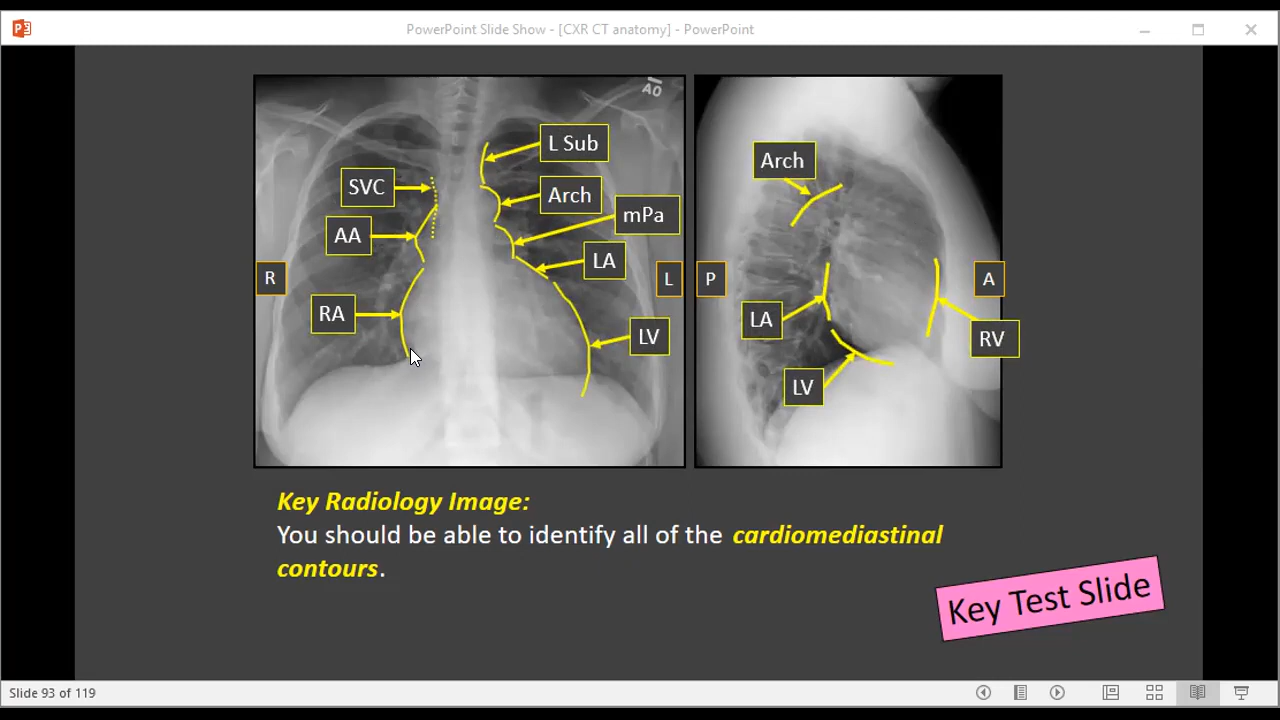 PowerPoint Slide Show - [CXR CT anatomy] - PowerPoint
AO
L Sub
SVC
Arch
mPa
AA
LA
R
L
RA
LV
Arch
P
A
LA
RV
LV
Key Radiology Image:
You should be able to identify all of the cardiomediastinal
contours.
Key Test Slide
Slide 93 of 119